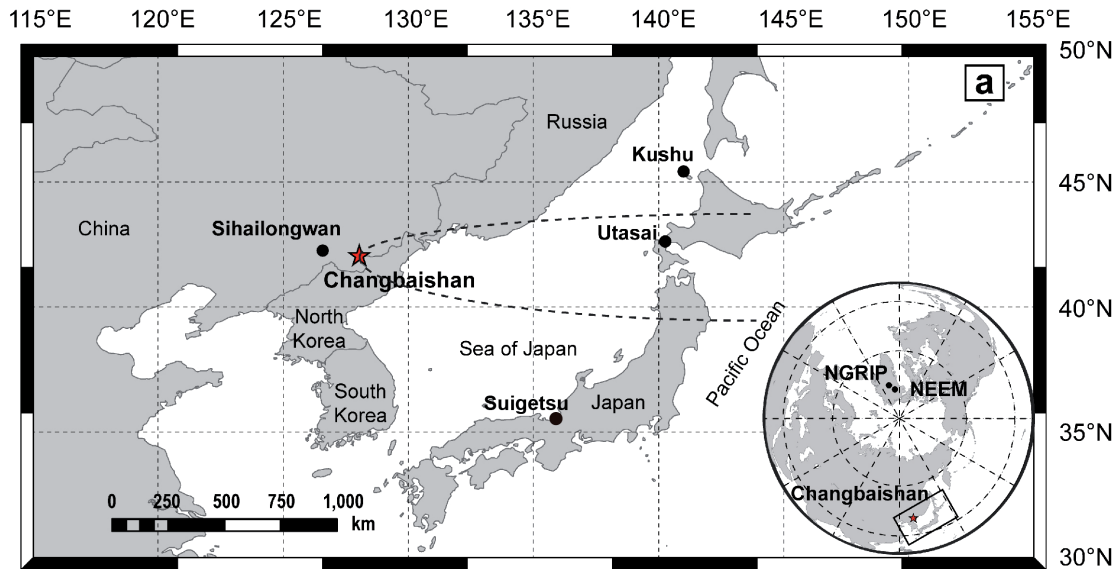 115°E 120°E 125°E 130°E 135°E 140°E 145°E 150°E 155°E
50°N
a
Russia
Kushu
45°N
China
Sihailongwan
Utasai
Changbaishan
40°N
North
Korea
Sea of Japan
Pacific Ocean
NGRIP
NEEM
South
Korea
Suigetsu
Japan
35°N
Changbaishan
0 250 500 750 1,000
km
30°N